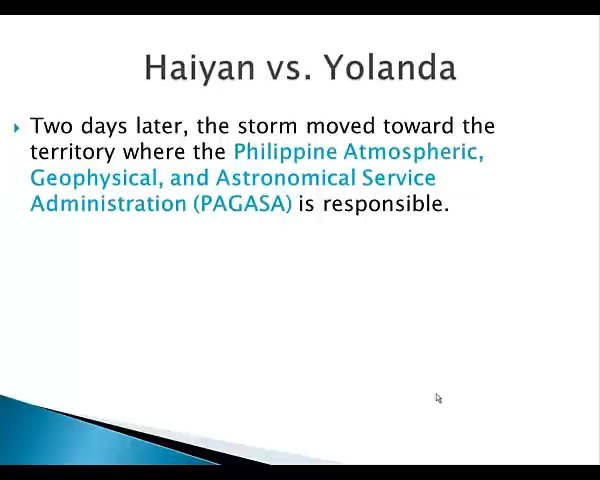 Haiyan vs. Yolanda
Two days later, the storm moved toward the
territory where the Philippine Atmospheric,
Geophysical, and Astronomical Service
Administration (PAGASA) is responsible.